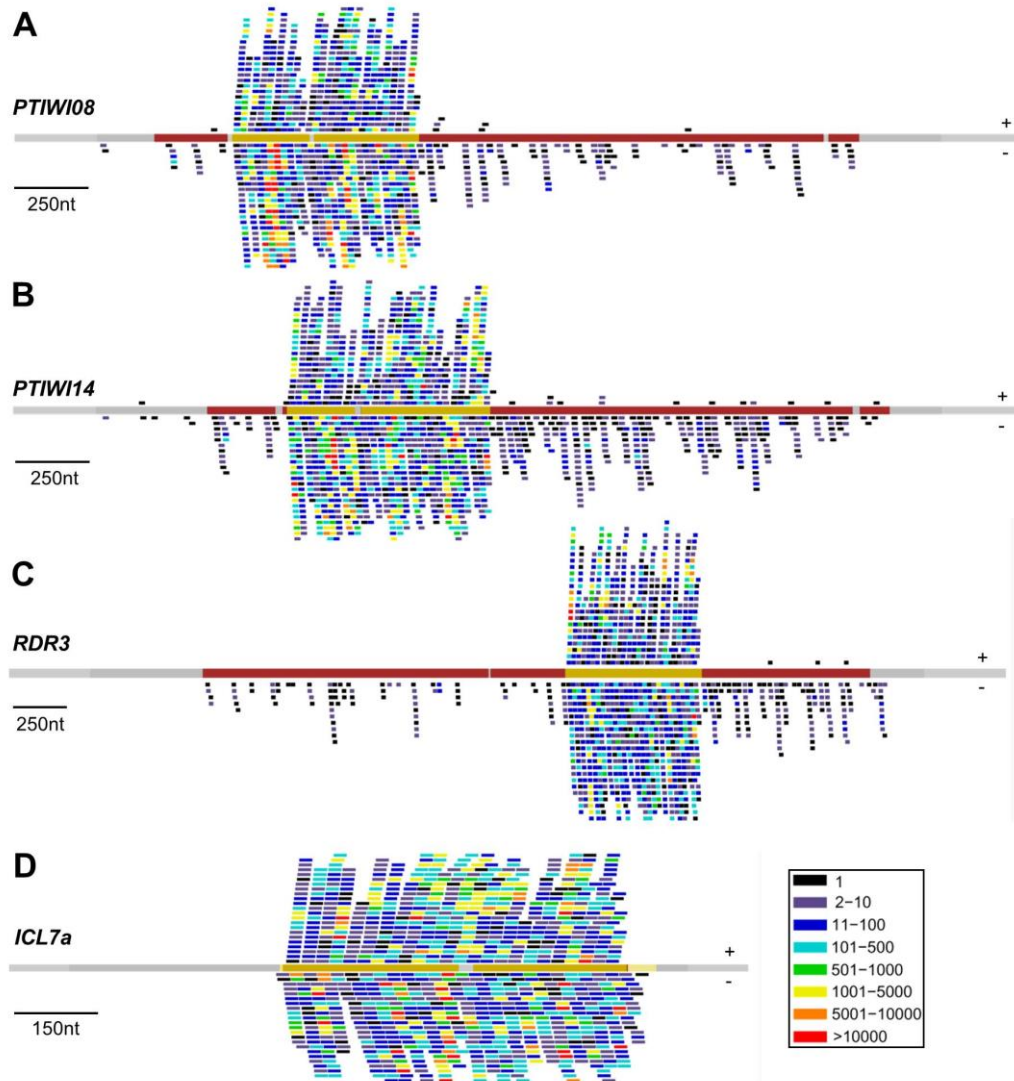 A
PTIWI08
+
-
250nt
B
PTIWI14
+
-
250nt
C
RDR3
+
-
250nt
D
ICL7a
+
-
150nt
1
2-10
11-100
101-500
501-1000
1001-5000
5001-10000
>10000